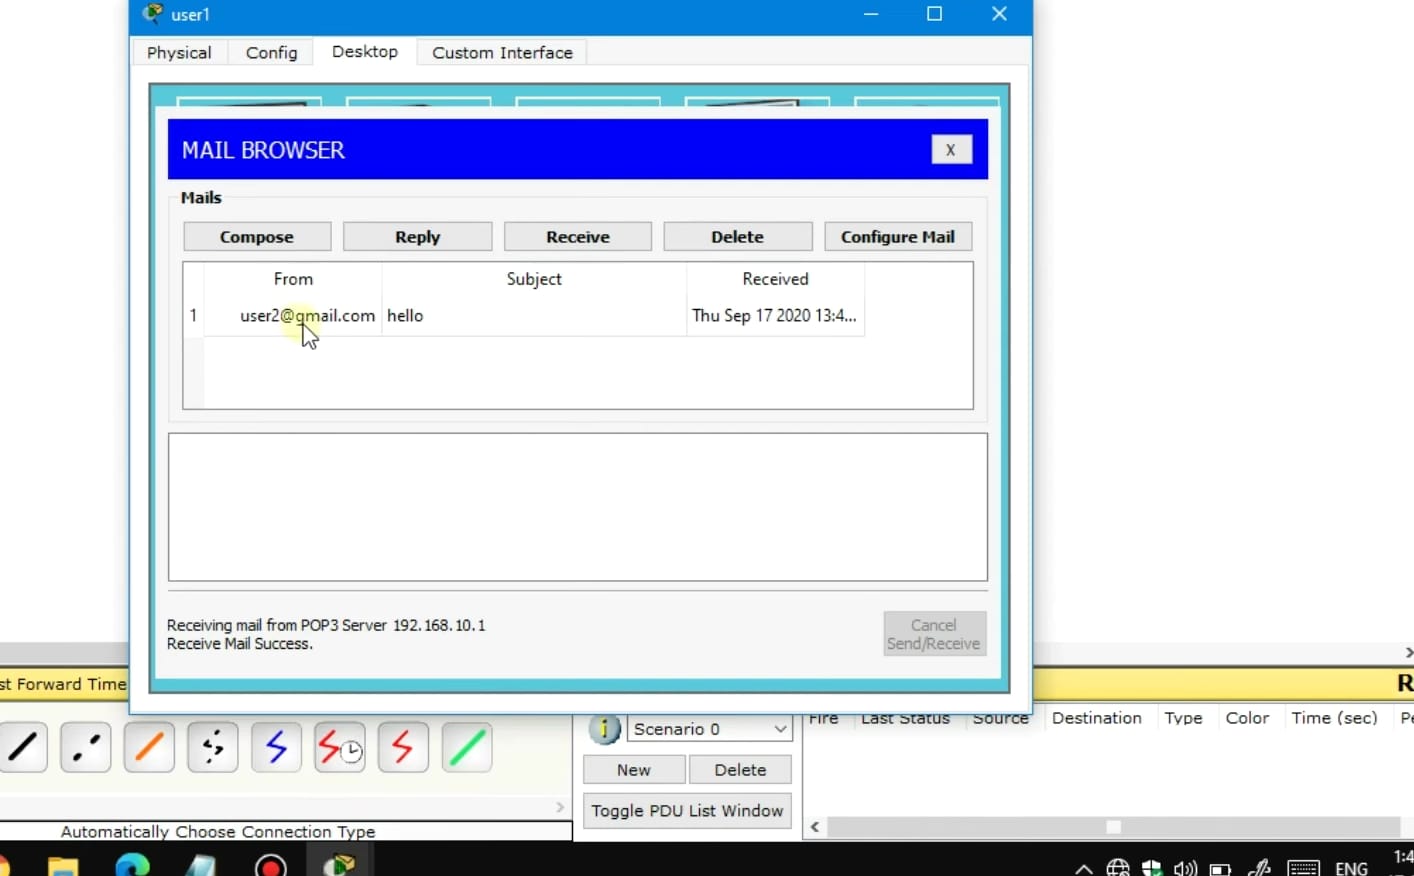 user1
Physical Config Desktop Custom Interface
MAIL BROWSER X
Mails
Compose Reply Receive Delete Configure Mail
From Subject Received
1 user2@gmail.com hello Thu Sep 17 2020 13:4...
Receiving mail from POP3 Server 192.168.10.1
Receive Mail Success.
Cancel
Send/Receive
st Forward Time R
Scenario 0
Fire Last Status Source Destination Type Color Time (sec) Pe
New Delete
Toggle PDU List Window
Automatically Choose Connection Type
ENG
1:4